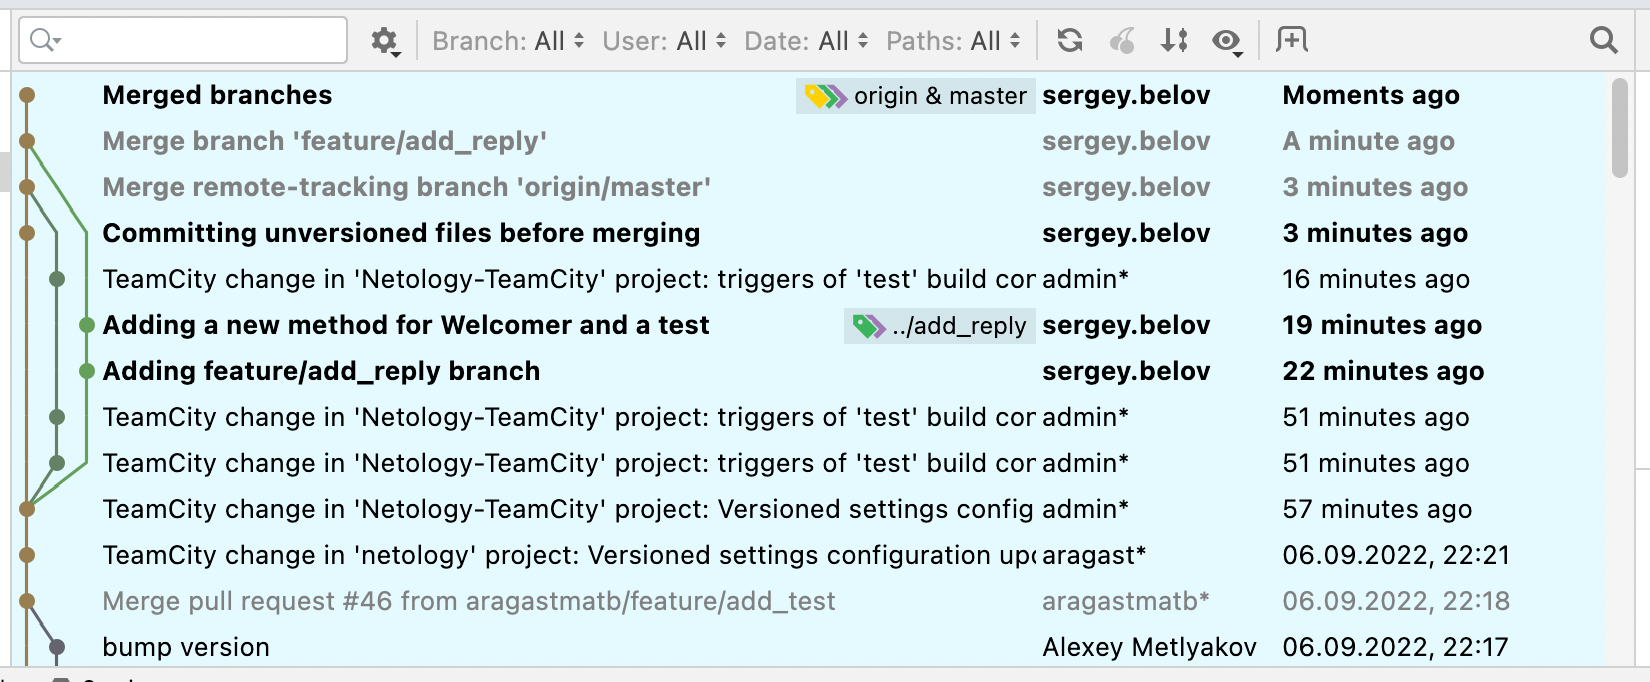 Branch: All User: All Date: All Paths: All
Merged branches origin & master sergey.belov Moments ago
Merge branch 'feature/add_reply' sergey.belov A minute ago
Merge remote-tracking branch 'origin/master' sergey.belov 3 minutes ago
Committing unversioned files before merging sergey.belov 3 minutes ago
TeamCity change in 'Netology-TeamCity' project: triggers of 'test' build con admin* 16 minutes ago
Adding a new method for Welcomer and a test ../add_reply sergey.belov 19 minutes ago
Adding feature/add_reply branch sergey.belov 22 minutes ago
TeamCity change in 'Netology-TeamCity' project: triggers of 'test' build con admin* 51 minutes ago
TeamCity change in 'Netology-TeamCity' project: triggers of 'test' build con admin* 51 minutes ago
TeamCity change in 'Netology-TeamCity' project: Versioned settings config admin* 57 minutes ago
TeamCity change in 'netology' project: Versioned settings configuration upd aragast* 06.09.2022, 22:21
Merge pull request #46 from aragastmatb/feature/add_test aragastmatb* 06.09.2022, 22:18
bump version Alexey Metlyakov 06.09.2022, 22:17